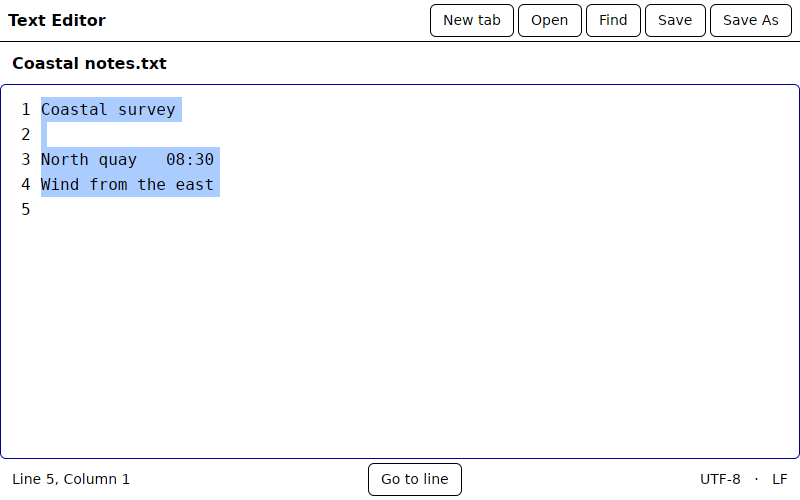 Text Editor
New tab Open Find Save Save As
Coastal notes.txt
1 Coastal survey
2
3 North quay   08:30
4 Wind from the east
5
Line 5, Column 1
Go to line
UTF-8 · LF